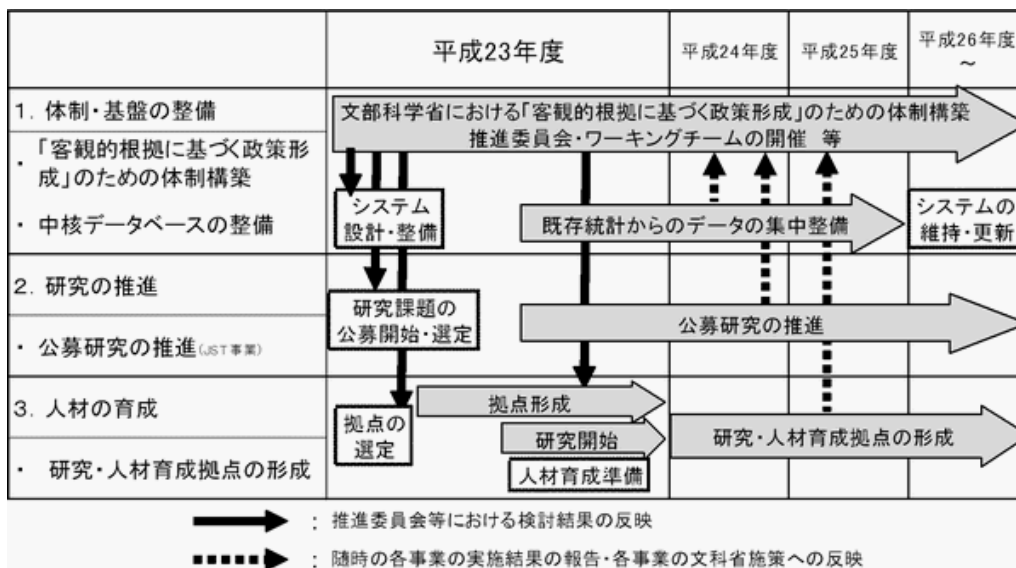 平成23年度
平成24年度
平成25年度
平成26年度
～
1. 体制・基盤の整備
文部科学省における「客観的根拠に基づく政策形成」のための体制構築
推進委員会・ワーキングチームの開催 等
・ 「客観的根拠に基づく政策形
成」のための体制構築
・ 中核データベースの整備
システム
設計・整備
既存統計からのデータの集中整備
システムの
維持・更新
2. 研究の推進
研究課題の
公募開始・選定
公募研究の推進
・ 公募研究の推進(JST事業)
3. 人材の育成
拠点の
選定
拠点形成
研究開始
人材育成準備
研究・人材育成拠点の形成
・ 研究・人材育成拠点の形成
: 推進委員会等における検討結果の反映
: 随時の各事業の実施結果の報告・各事業の文科省施策への反映